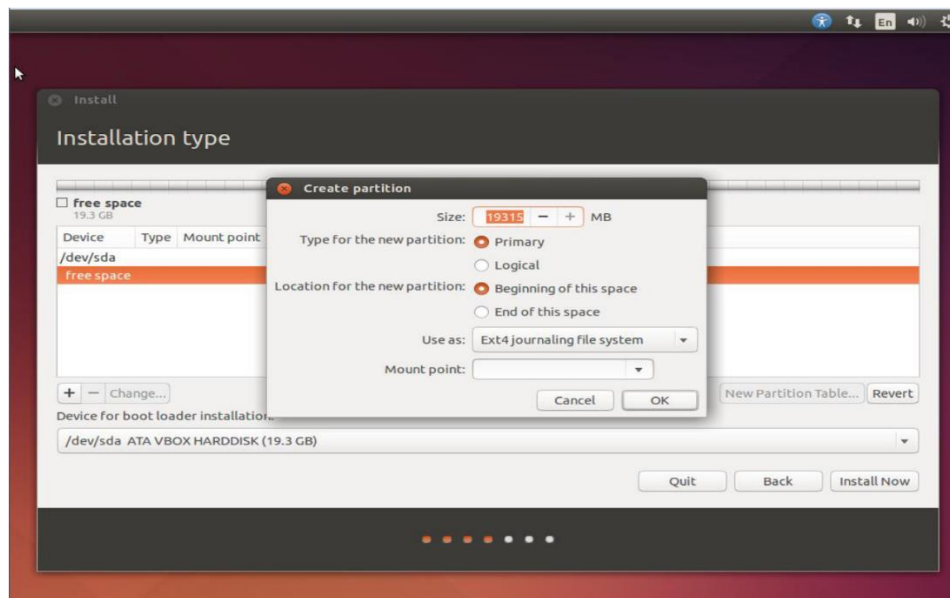 En
Install
Installation type
free space
19.3 GB
Device Type Mount point
/dev/sda
free space
Create partition
Size: 19315 − + MB
Type for the new partition: Primary
Logical
Location for the new partition: Beginning of this space
End of this space
Use as: Ext4 journaling file system
Mount point:
Cancel OK
+ − Change... New Partition Table... Revert
Device for boot loader installation:
/dev/sda ATA VBOX HARDDISK (19.3 GB)
Quit Back Install Now